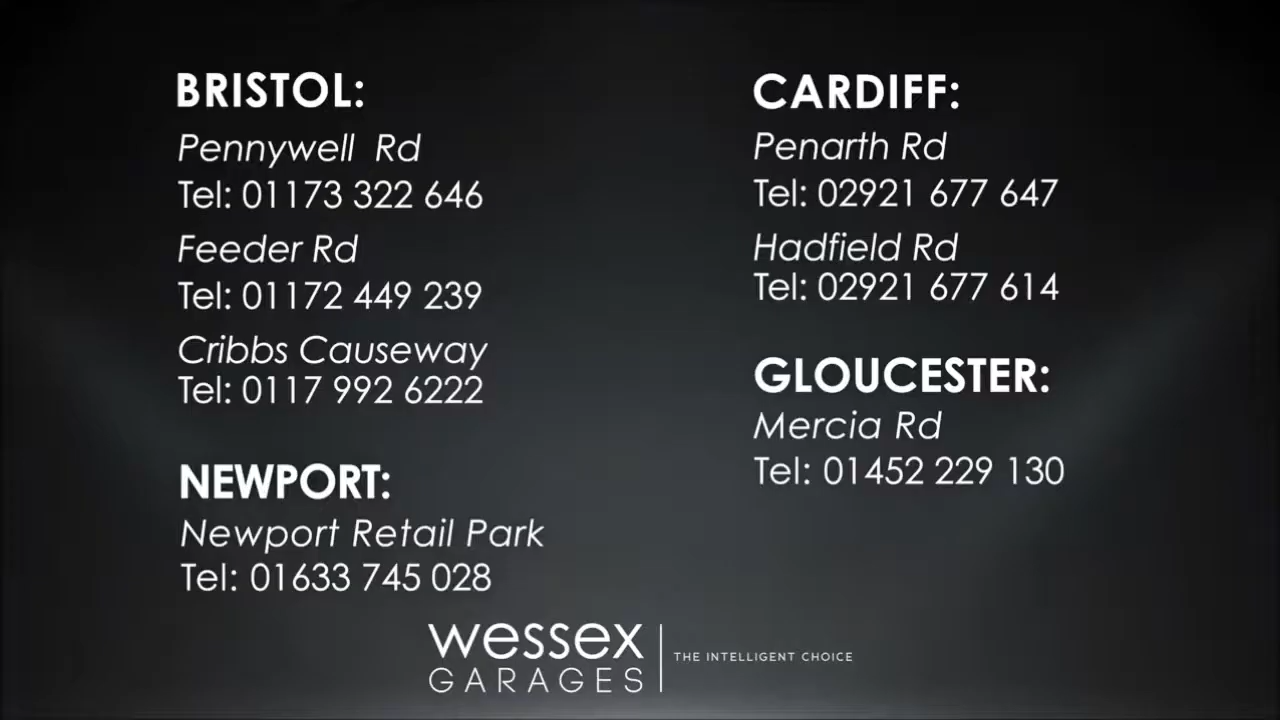 BRISTOL:
Pennywell Rd
Tel: 01173 322 646
Feeder Rd
Tel: 01172 449 239
Cribbs Causeway
Tel: 0117 992 6222
NEWPORT:
Newport Retail Park
Tel: 01633 745 028
CARDIFF:
Penarth Rd
Tel: 02921 677 647
Hadfield Rd
Tel: 02921 677 614
GLOUCESTER:
Mercia Rd
Tel: 01452 229 130
wessex
GARAGES
THE INTELLIGENT CHOICE